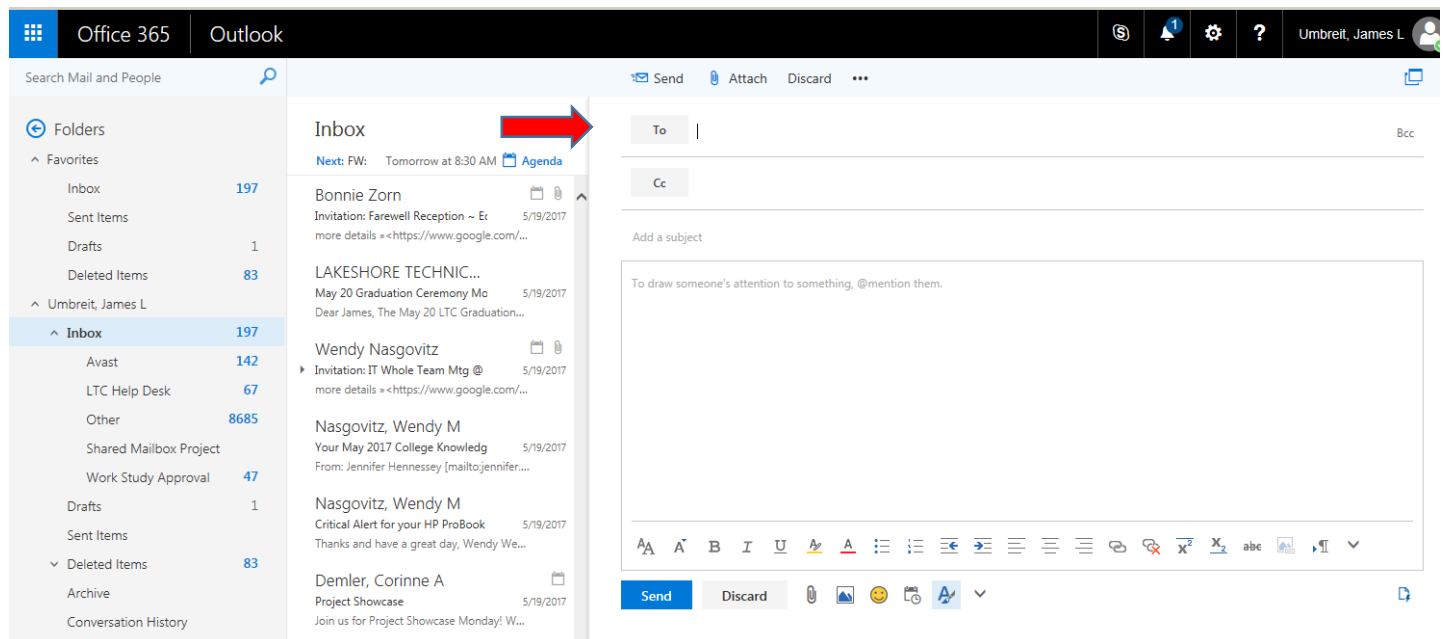 Office 365 Outlook
1
?
Umbreit, James L
Search Mail and People
Send Attach Discard •••
Folders
Favorites
Inbox 197
Sent Items
Drafts 1
Deleted Items 83
Umbreit, James L
Inbox 197
Avast 142
LTC Help Desk 67
Other 8685
Shared Mailbox Project
Work Study Approval 47
Drafts 1
Sent Items
Deleted Items 83
Archive
Conversation History
Inbox
Next: FW: Tomorrow at 8:30 AM Agenda
Bonnie Zorn
Invitation: Farewell Reception ~ Ec 5/19/2017
more details »<https://www.google.com/...
LAKESHORE TECHNIC...
May 20 Graduation Ceremony Mo 5/19/2017
Dear James, The May 20 LTC Graduation...
Wendy Nasgovitz
Invitation: IT Whole Team Mtg @ 5/19/2017
more details »<https://www.google.com/...
Nasgovitz, Wendy M
Your May 2017 College Knowledg 5/19/2017
From: Jennifer Hennessey [mailto:jennifer....
Nasgovitz, Wendy M
Critical Alert for your HP ProBook 5/19/2017
Thanks and have a great day, Wendy We...
Demler, Corinne A
Project Showcase 5/19/2017
Join us for Project Showcase Monday! W...
To Bcc
Cc
Add a subject
To draw someone's attention to something, @mention them.
AA A B I U A A x² X₂ abc ¶
Send Discard